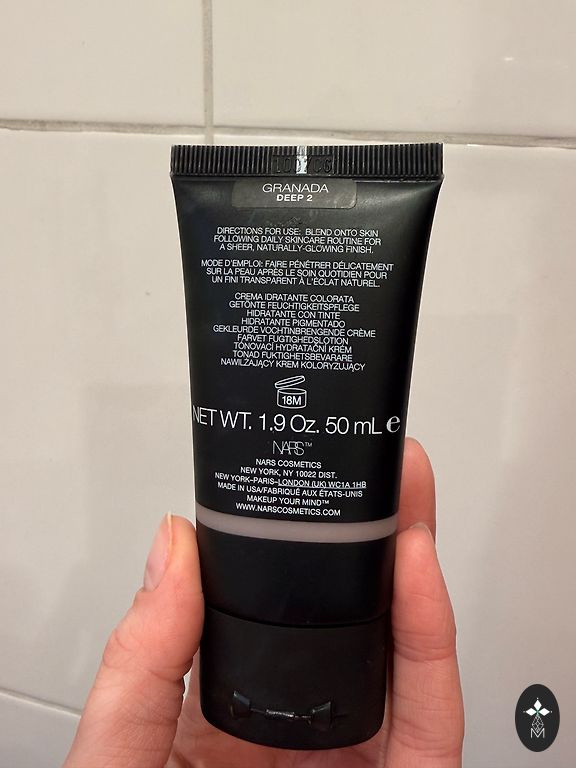 GRANADA
DEEP 2
DIRECTIONS FOR USE: BLEND ONTO SKIN
FOLLOWING DAILY SKINCARE ROUTINE FOR
A SHEER, NATURALLY-GLOWING FINISH.
MODE D'EMPLOI: FAIRE PÉNÉTRER DÉLICATEMENT
SUR LA PEAU APRÈS LE SOIN QUOTIDIEN POUR
UN FINI TRANSPARENT À L'ÉCLAT NATUREL.
CREMA IDRATANTE COLORATA
GETÖNTE FEUCHTIGKEITSPFLEGE
HIDRATANTE CON TINTE
HIDRATANTE PIGMENTADO
GEKLEURDE VOCHTINBRENGENDE CRÈME
FARVET FUGTIGHEDSLOTION
TÓNOVACÍ HYDRATAČNÍ KRÉM
TONAD FUKTIGHETSBEVARARE
NAWILŻAJĄCY KREM KOLORYZUJĄCY
18M
NET WT. 1.9 Oz. 50 mL e
NARS™
NARS COSMETICS
NEW YORK, NY 10022 DIST.
NEW YORK–PARIS–LONDON (UK) WC1A 1HB
MADE IN USA/FABRIQUÉ AUX ÉTATS-UNIS
MAKEUP YOUR MIND™
WWW.NARSCOSMETICS.COM